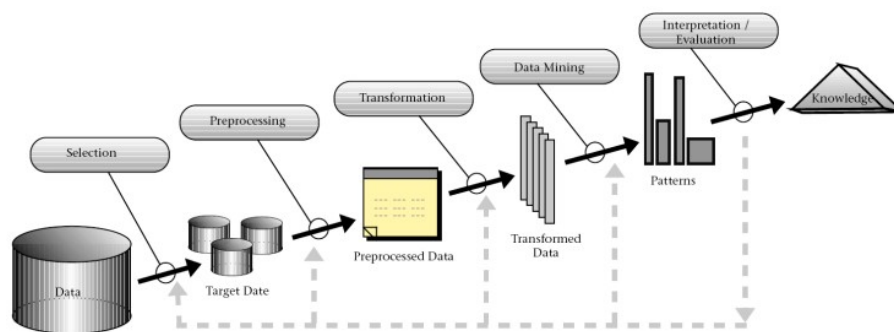 Interpretation /
Evaluation
Data Mining
Transformation
Preprocessing
Selection
Data
Target Date
Preprocessed Data
Transformed
Data
Patterns
Knowledge